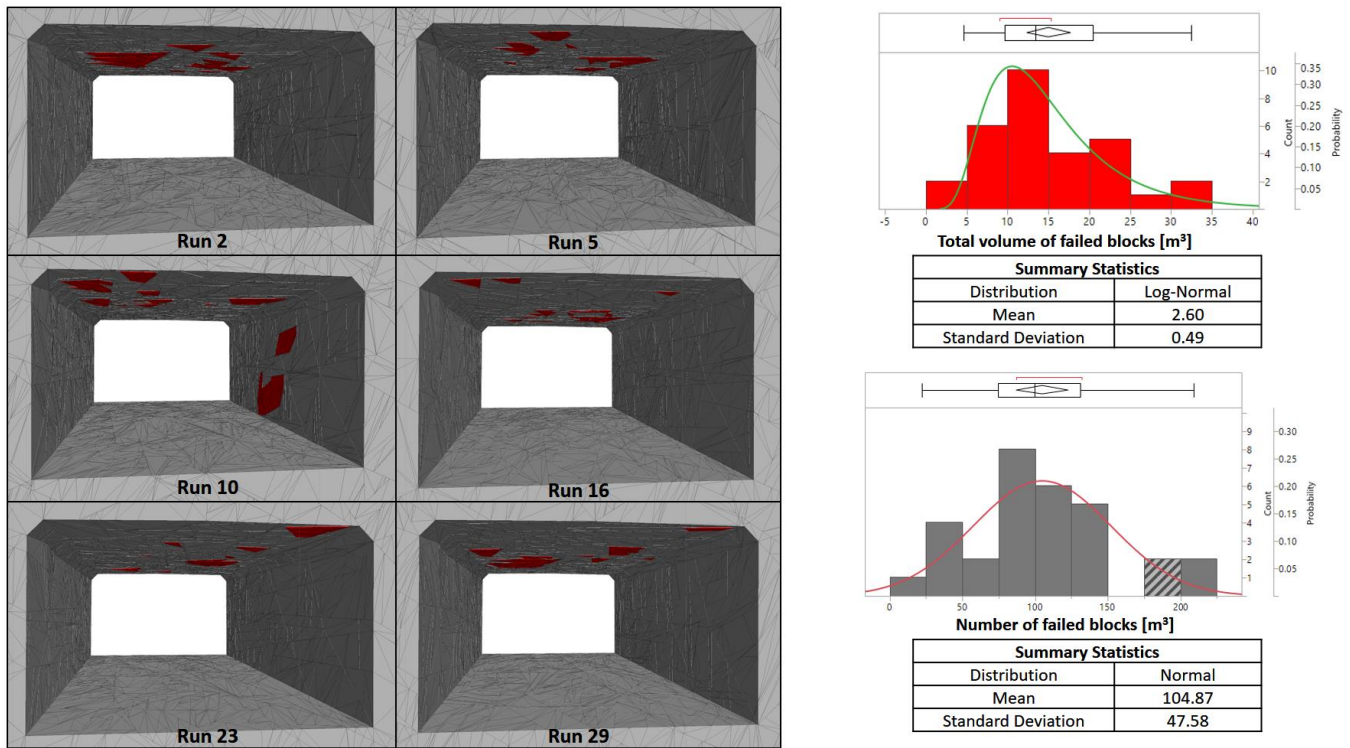 Run 2
Run 5
Run 10
Run 16
Run 23
Run 29
10
8
6
4
2
Count
0.35
0.30
0.25
0.20
0.15
0.10
0.05
Probability
-5 0 5 10 15 20 25 30 35 40
Total volume of failed blocks [m³]
Summary Statistics
Distribution Log-Normal
Mean 2.60
Standard Deviation 0.49
9
8
7
6
5
4
3
2
1
Count
0.30
0.25
0.20
0.15
0.10
0.05
Probability
0 50 100 150 200
Number of failed blocks [m³]
Summary Statistics
Distribution Normal
Mean 104.87
Standard Deviation 47.58